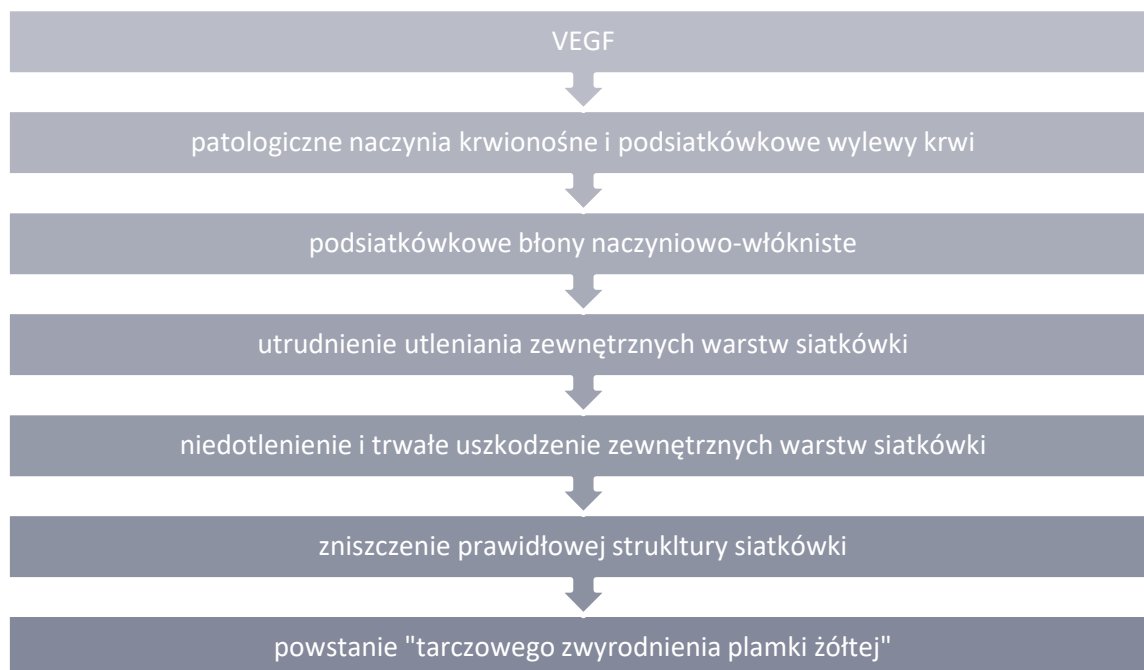 VEGF
patologiczne naczynia krwionośne i podsiatkówkowe wylewy krwi
podsiatkówkowe błony naczyniowo-włókniste
utrudnienie utleniania zewnętrznych warstw siatkówki
niedotlenienie i trwałe uszkodzenie zewnętrznych warstw siatkówki
zniszczenie prawidłowej strukltury siatkówki
powstanie "tarczowego zwyrodnienia plamki żółtej"